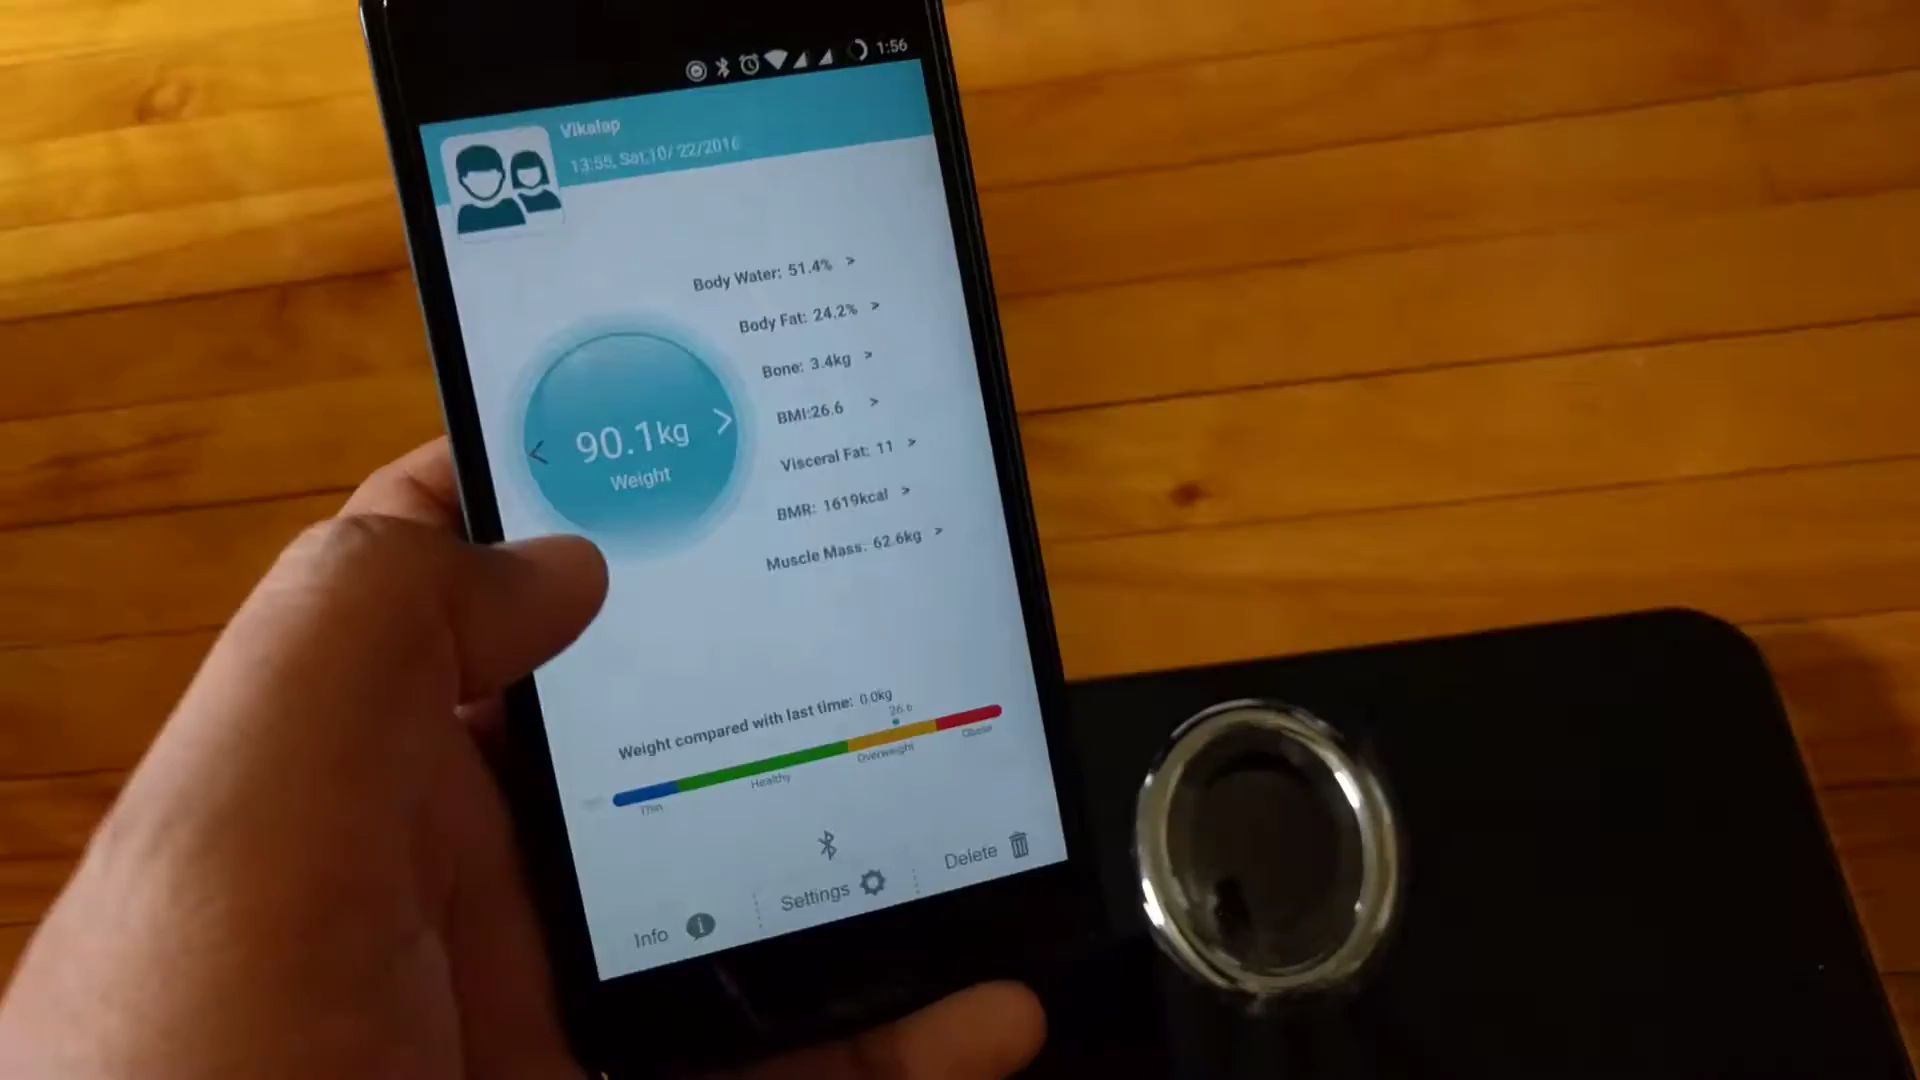 1:56
Vikalap
13:55, Sat,10/ 22/2016
Body Water: 51.4% >
Body Fat: 24.2% >
Bone: 3.4kg >
BMI:26.6 >
Visceral Fat: 11 >
BMR: 1619kcal >
Muscle Mass: 62.6kg >
< 90.1kg >
Weight
Weight compared with last time: 0.0kg
26.6
Thin
Healthy
Overweight
Obese
Info
Settings
Delete